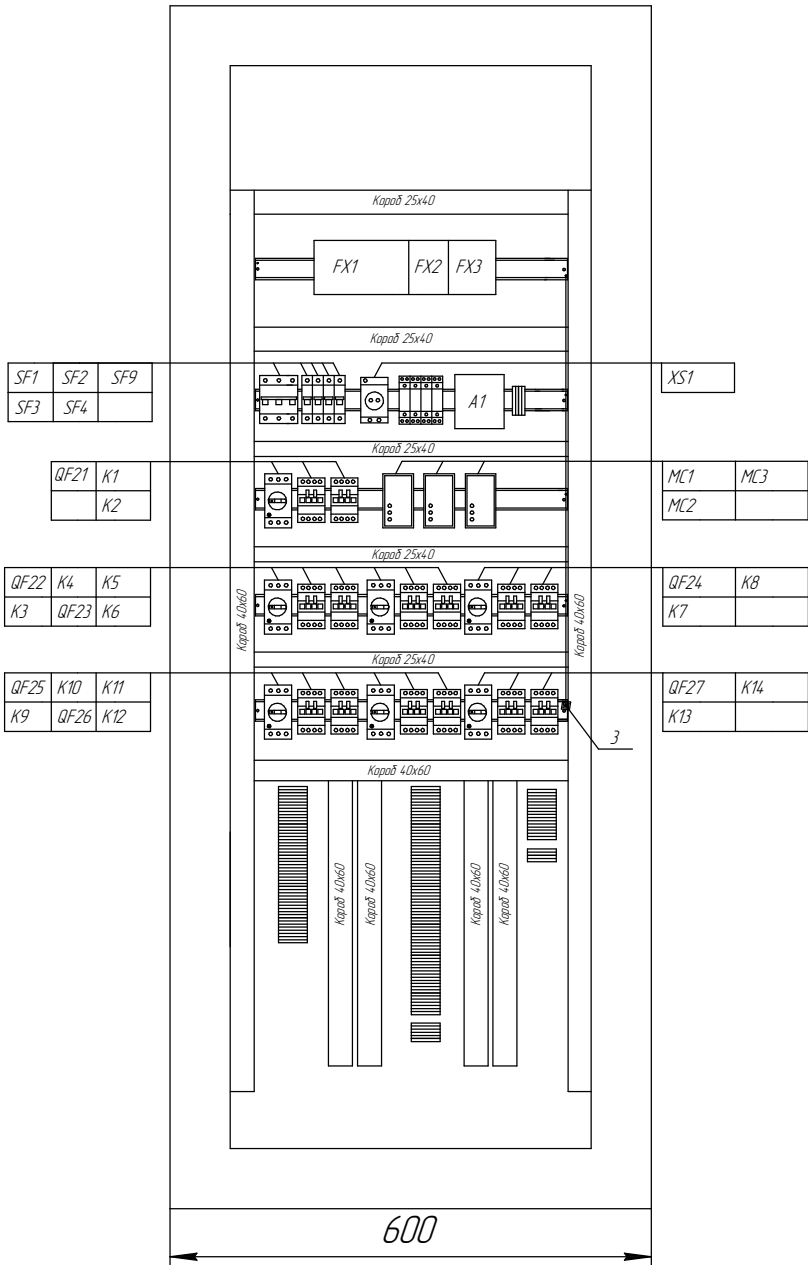 Короб 25х40
FX1 FX2 FX3
Короб 25х40
SF1 SF2 SF9
SF3 SF4
XS1
A1
Короб 25х40
QF21 K1
K2
MC1 MC3
MC2
Короб 25х40
QF22 K4 K5
K3 QF23 K6
QF24 K8
K7
Короб 40х60
Короб 40х60
Короб 25х40
QF25 K10 K11
K9 QF26 K12
QF27 K14
K13
3
Короб 40х60
Короб 40х60
Короб 40х60
Короб 40х60
Короб 40х60
600